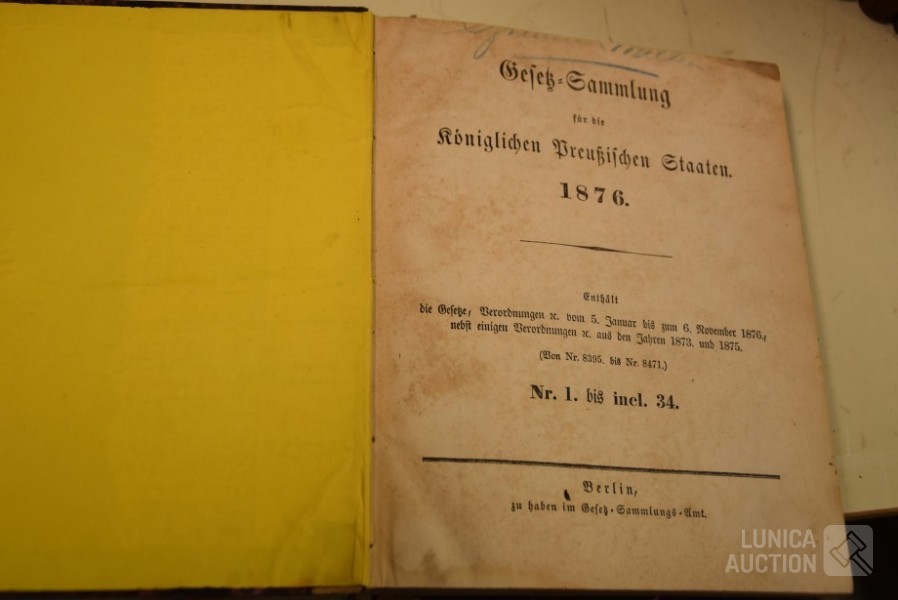 Gesetz-Sammlung
für die
Königlichen Preußischen Staaten.
1876.
Enthält
die Gesetze, Verordnungen ꝛc. vom 5. Januar bis zum 6. November 1876.,
nebst einigen Verordnungen ꝛc. aus den Jahren 1873. und 1875.
(Von Nr. 8395. bis Nr. 8471.)
Nr. 1. bis incl. 34.
Berlin,
zu haben im Gesetz-Sammlungs-Amt.
LUNICA
AUCTION